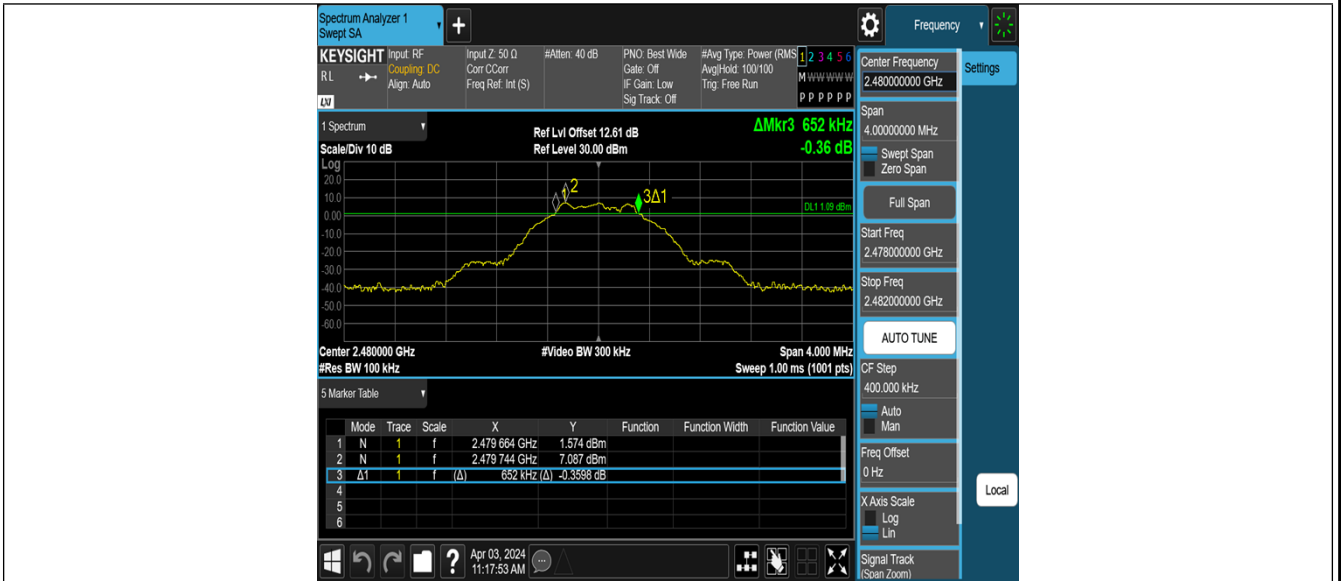 Spectrum Analyzer 1
Swept SA
+
Frequency
KEYSIGHT
RL
LXI
Input: RF
Coupling: DC
Align: Auto
Input Z: 50 Ω
Corr CCorr
Freq Ref: Int (S)
#Atten: 40 dB
PNO: Best Wide
Gate: Off
IF Gain: Low
Sig Track: Off
#Avg Type: Power (RMS
Avg|Hold: 100/100
Trig: Free Run
1 2 3 4 5 6
M W W W W W
P P P P P P
1 Spectrum
Scale/Div 10 dB
Log
Ref Lvl Offset 12.61 dB
Ref Level 30.00 dBm
ΔMkr3 652 kHz
-0.36 dB
20.0
10.0
0.00
-10.0
-20.0
-30.0
-40.0
-50.0
-60.0
1
2
3Δ1
DL1 1.09 dBm
Center 2.480000 GHz
#Video BW 300 kHz
Span 4.000 MHz
#Res BW 100 kHz
Sweep 1.00 ms (1001 pts)
5 Marker Table
Mode Trace Scale X Y Function Function Width Function Value
1 N 1 f 2.479 664 GHz 1.574 dBm
2 N 1 f 2.479 744 GHz 7.087 dBm
3 Δ1 1 f (Δ) 652 kHz (Δ) -0.3598 dB
4
5
6
?
Apr 03, 2024
11:17:53 AM
Center Frequency
2.480000000 GHz
Settings
Span
4.00000000 MHz
Swept Span
Zero Span
Full Span
Start Freq
2.478000000 GHz
Stop Freq
2.482000000 GHz
AUTO TUNE
CF Step
400.000 kHz
Auto
Man
Freq Offset
0 Hz
X Axis Scale
Log
Lin
Local
Signal Track
(Span Zoom)